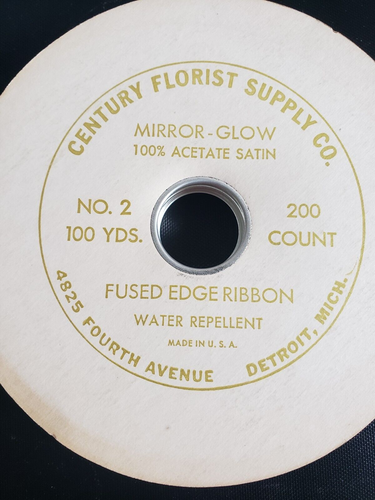 CENTURY FLORIST SUPPLY CO.
MIRROR-GLOW
100% ACETATE SATIN
NO. 2
100 YDS.
200
COUNT
FUSED EDGE RIBBON
WATER REPELLENT
MADE IN U.S.A.
4825 FOURTH AVENUE
DETROIT, MICH.